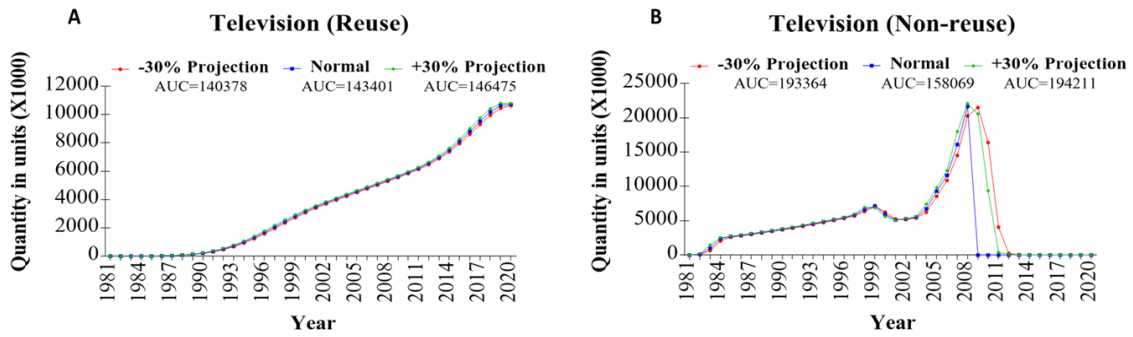 A
Television (Reuse)
-30% Projection Normal +30% Projection
AUC=140378 AUC=143401 AUC=146475
Quantity in units (X1000)
12000
10000
8000
6000
4000
2000
0
1981 1984 1987 1990 1993 1996 1999 2002 2005 2008 2011 2014 2017 2020
Year
B
Television (Non-reuse)
-30% Projection Normal +30% Projection
AUC=193364 AUC=158069 AUC=194211
Quantity in units (X1000)
25000
20000
15000
10000
5000
0
1981 1984 1987 1990 1993 1996 1999 2002 2005 2008 2011 2014 2017 2020
Year